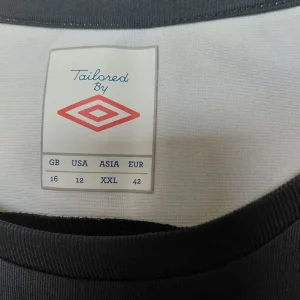 Tailored
By
GB USA ASIA EUR
16 12 XXL 42